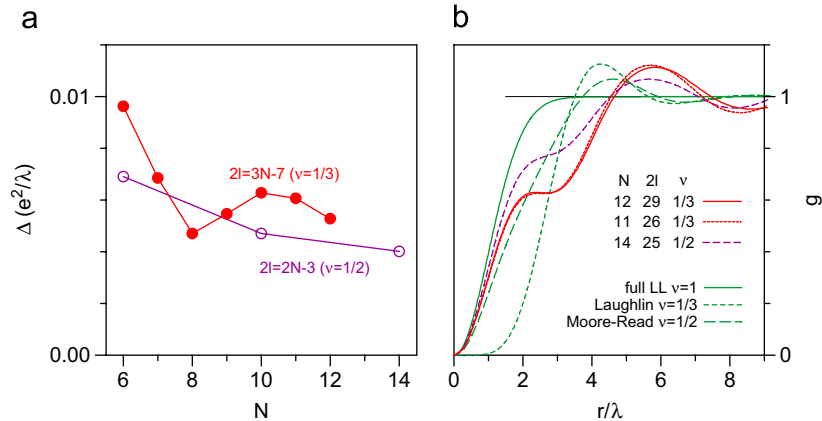 a
0.01
0.00
Δ (e²/λ)
2l=3N-7 (ν=1/3)
2l=2N-3 (ν=1/2)
6 8 10 12 14
N
b
N 2l ν
12 29 1/3
11 26 1/3
14 25 1/2
full LL ν=1
Laughlin ν=1/3
Moore-Read ν=1/2
1
0
g
0 2 4 6 8
r/λ